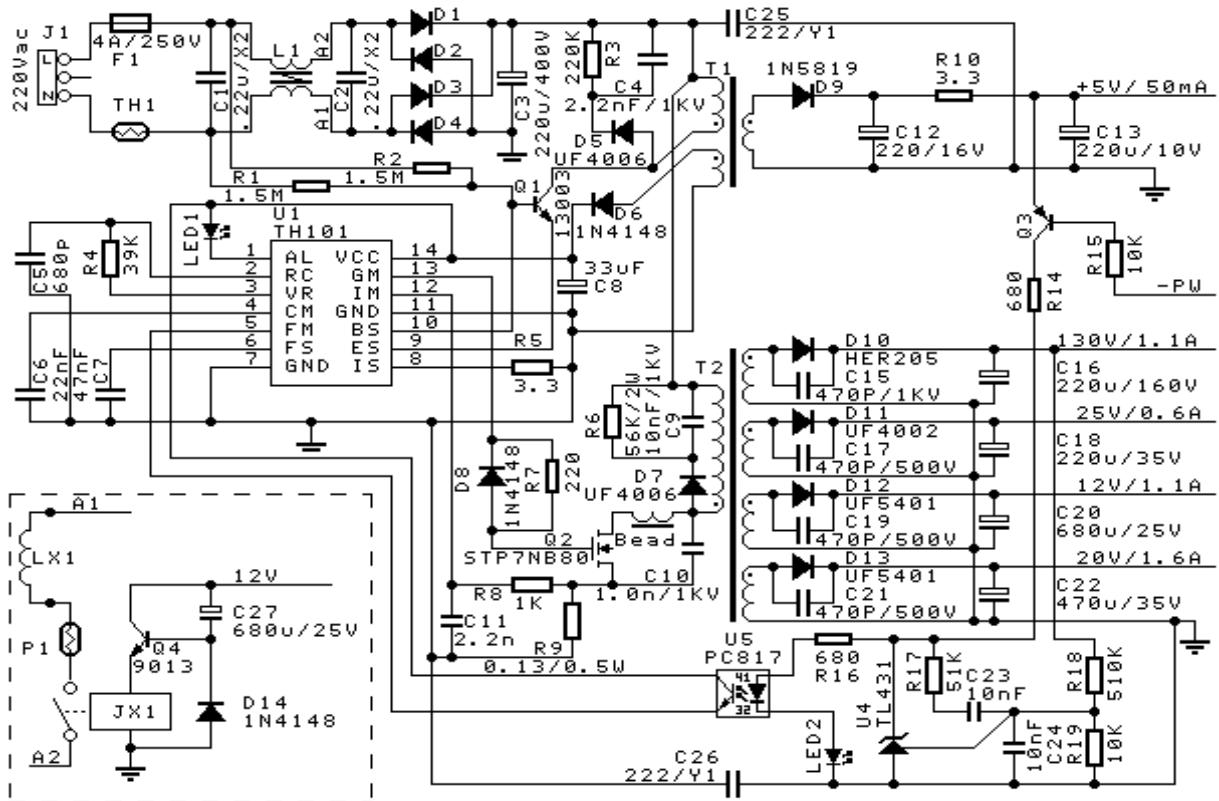 J1
220Vac
L
N
4A/250V
F1
TH1
C1
.22u/X2
L1
A2
A1
C2
.22u/X2
D1
D2
D3
D4
C3
220u/400V
220K
R3
C4
2.2nF/1KV
D5
UF4006
C25
222/Y1
T1
1N5819
D9
R10
3.3
+5V/50mA
C12
220/16V
C13
220u/10V
R2
1.5M
R1
1.5M
Q1
13003
D6
1N4148
Q3
R15
10K
-PW
680
R14
LED1
U1
TH101
1 AL VCC 14
2 RC GM 13
3 VR IM 12
4 CM GND 11
5 FM BS 10
6 FS ES 9
7 GND IS 8
C5
680p
R4
39K
33uF
C8
R5
3.3
C6
22nF
47nF
C7
T2
R6
56K/2W
10nF/1KV
C9
D10
HER205
C15
470P/1KV
130V/1.1A
C16
220u/160V
D11
UF4002
C17
470P/500V
25V/0.6A
C18
220u/35V
D12
UF5401
C19
470P/500V
12V/1.1A
C20
680u/25V
D13
UF5401
C21
470P/500V
20V/1.6A
C22
470u/35V
D8
1N4148
R7
220
D7
UF4006
Q2
STP7NB80
Bead
C10
1.0n/1KV
R8
1K
C11
2.2n
R9
0.13/0.5W
U5
PC817
41
32
680
R16
U4
TL431
R17
51K
C23
10nF
R18
510K
10nF
C24
R19
10K
LED2
C26
222/Y1
A1
LX1
12V
C27
680u/25V
P1
Q4
9013
JX1
D14
1N4148
A2